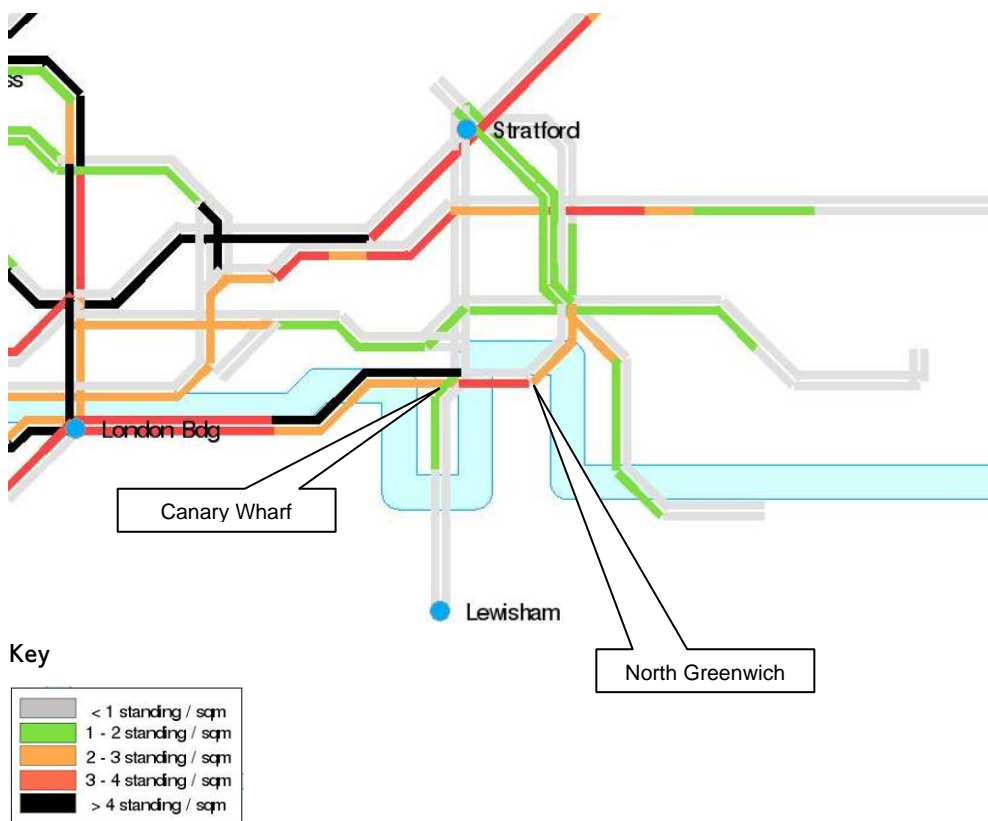 ss
Stratford
London Bdg
Canary Wharf
Lewisham
North Greenwich
Key
< 1 standing / sqm
1 - 2 standing / sqm
2 - 3 standing / sqm
3 - 4 standing / sqm
> 4 standing / sqm